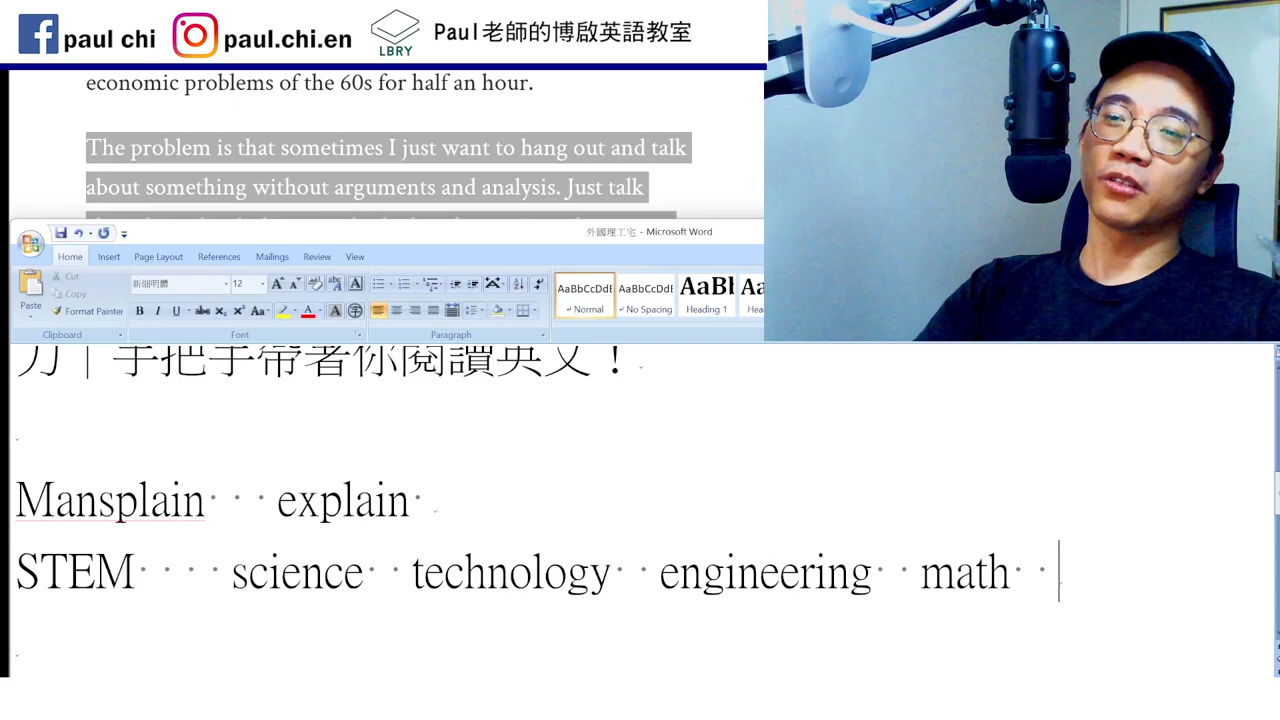 paul chi
paul.chi.en
LBRY
Paul老師的博啟英語教室
economic problems of the 60s for half an hour.
The problem is that sometimes I just want to hang out and talk
about something without arguments and analysis. Just talk
外國理工宅 - Microsoft Word
Home Insert Page Layout References Mailings Review View
Paste
Cut
Copy
Format Painter
新細明體 12
AaBbCcDdE AaBbCcDdE AaBb Aa
↵ Normal ↵ No Spacing Heading 1 Hea
Clipboard Font Paragraph
力｜手把手帶著你閱讀英文！
Mansplain explain
STEM science technology engineering math